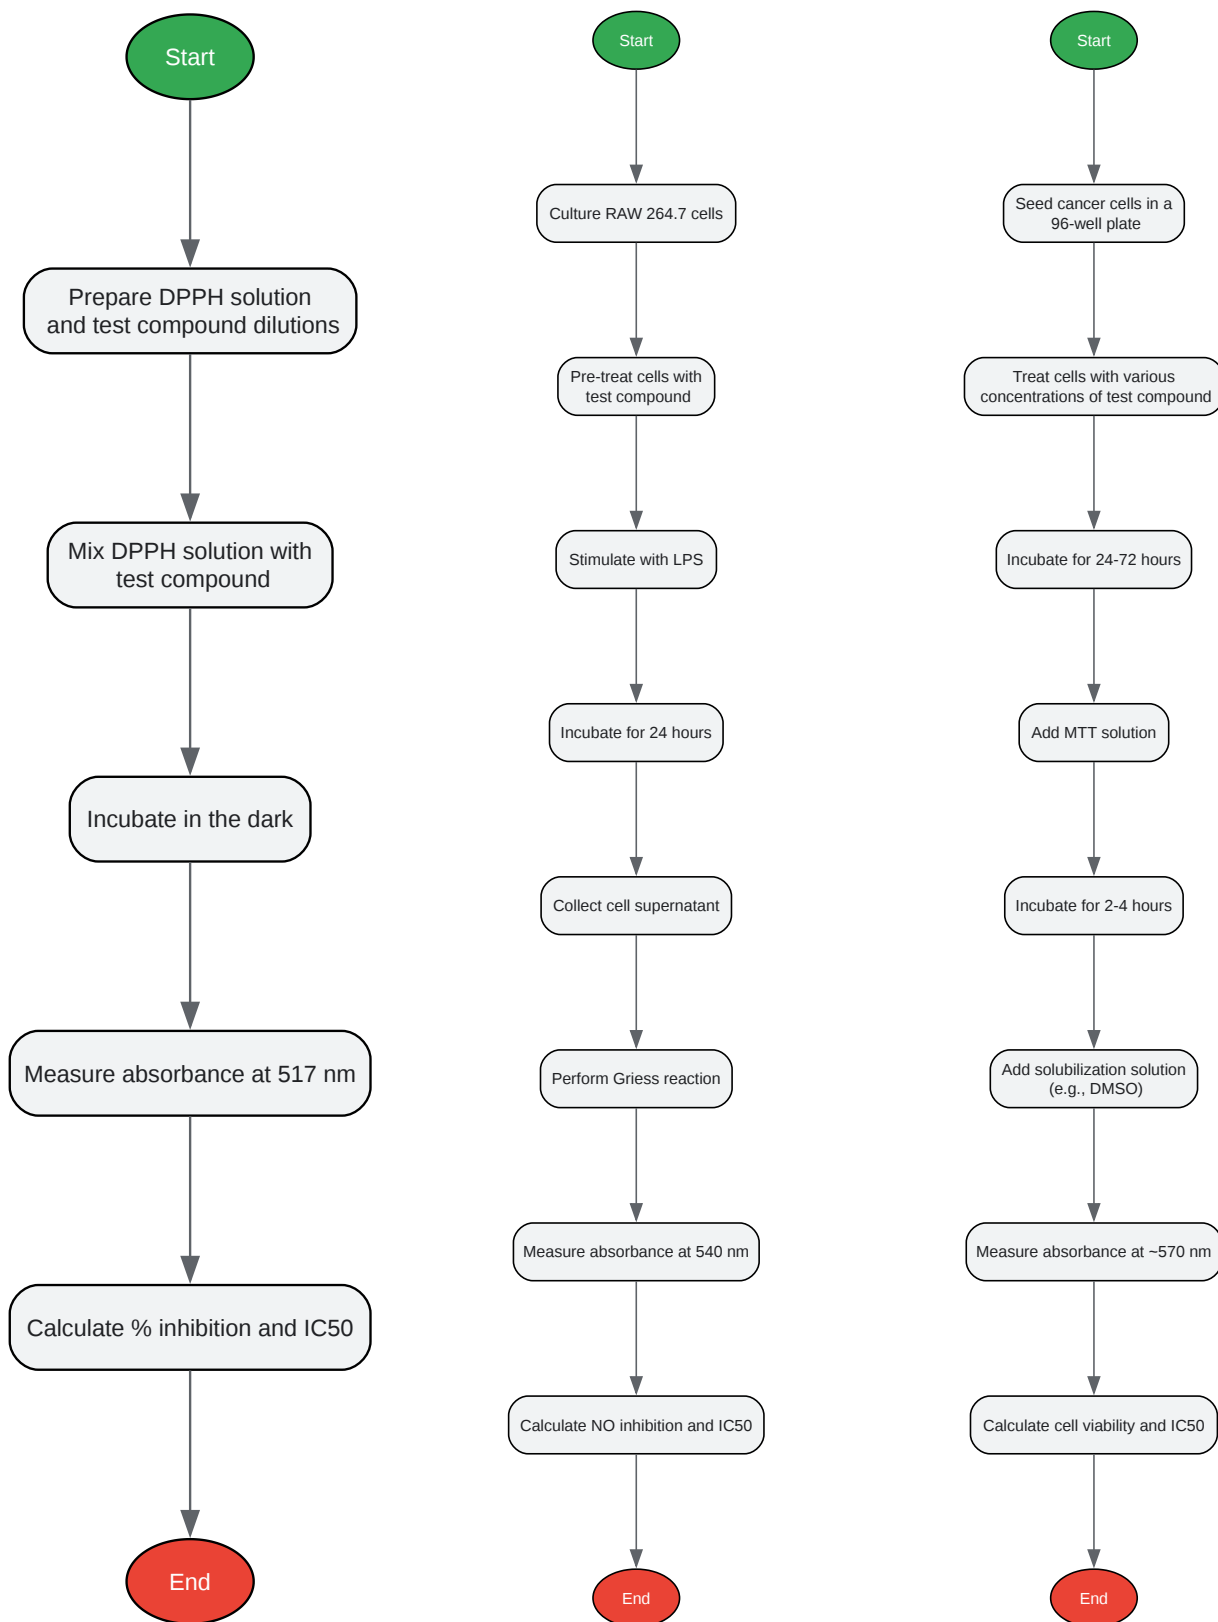 Start
Prepare DPPH solution
and test compound dilutions
Mix DPPH solution with
test compound
Incubate in the dark
Measure absorbance at 517 nm
Calculate % inhibition and IC50
End
Start
Culture RAW 264.7 cells
Pre-treat cells with
test compound
Stimulate with LPS
Incubate for 24 hours
Collect cell supernatant
Perform Griess reaction
Measure absorbance at 540 nm
Calculate NO inhibition and IC50
End
Start
Seed cancer cells in a
96-well plate
Treat cells with various
concentrations of test compound
Incubate for 24-72 hours
Add MTT solution
Incubate for 2-4 hours
Add solubilization solution
(e.g., DMSO)
Measure absorbance at ~570 nm
Calculate cell viability and IC50
End